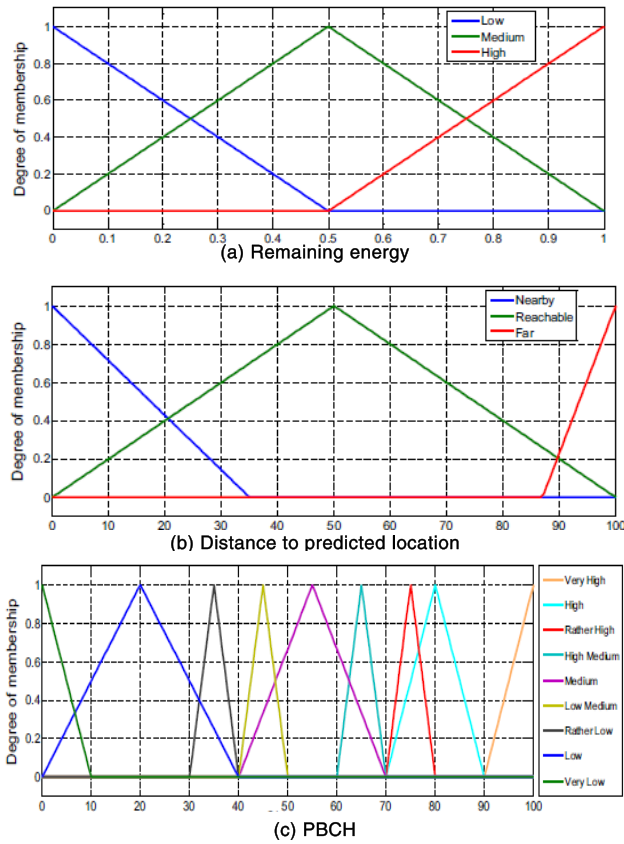 Degree of membership
1
0.8
0.6
0.4
0.2
0
Low
Medium
High
0 0.1 0.2 0.3 0.4 0.5 0.6 0.7 0.8 0.9 1
(a) Remaining energy
Degree of membership
1
0.8
0.6
0.4
0.2
0
Nearby
Reachable
Far
0 10 20 30 40 50 60 70 80 90 100
(b) Distance to predicted location
Degree of membership
1
0.8
0.6
0.4
0.2
0
0 10 20 30 40 50 60 70 80 90 100
Very High
High
Rather High
High Medium
Medium
Low Medium
Rather Low
Low
Very Low
(c) PBCH